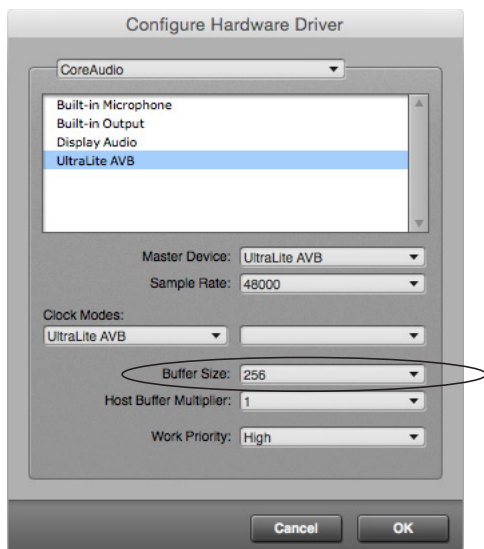 Configure Hardware Driver
CoreAudio
Built-in Microphone
Built-in Output
Display Audio
UltraLite AVB
Master Device: UltraLite AVB
Sample Rate: 48000
Clock Modes:
UltraLite AVB
Buffer Size: 256
Host Buffer Multiplier: 1
Work Priority: High
Cancel OK